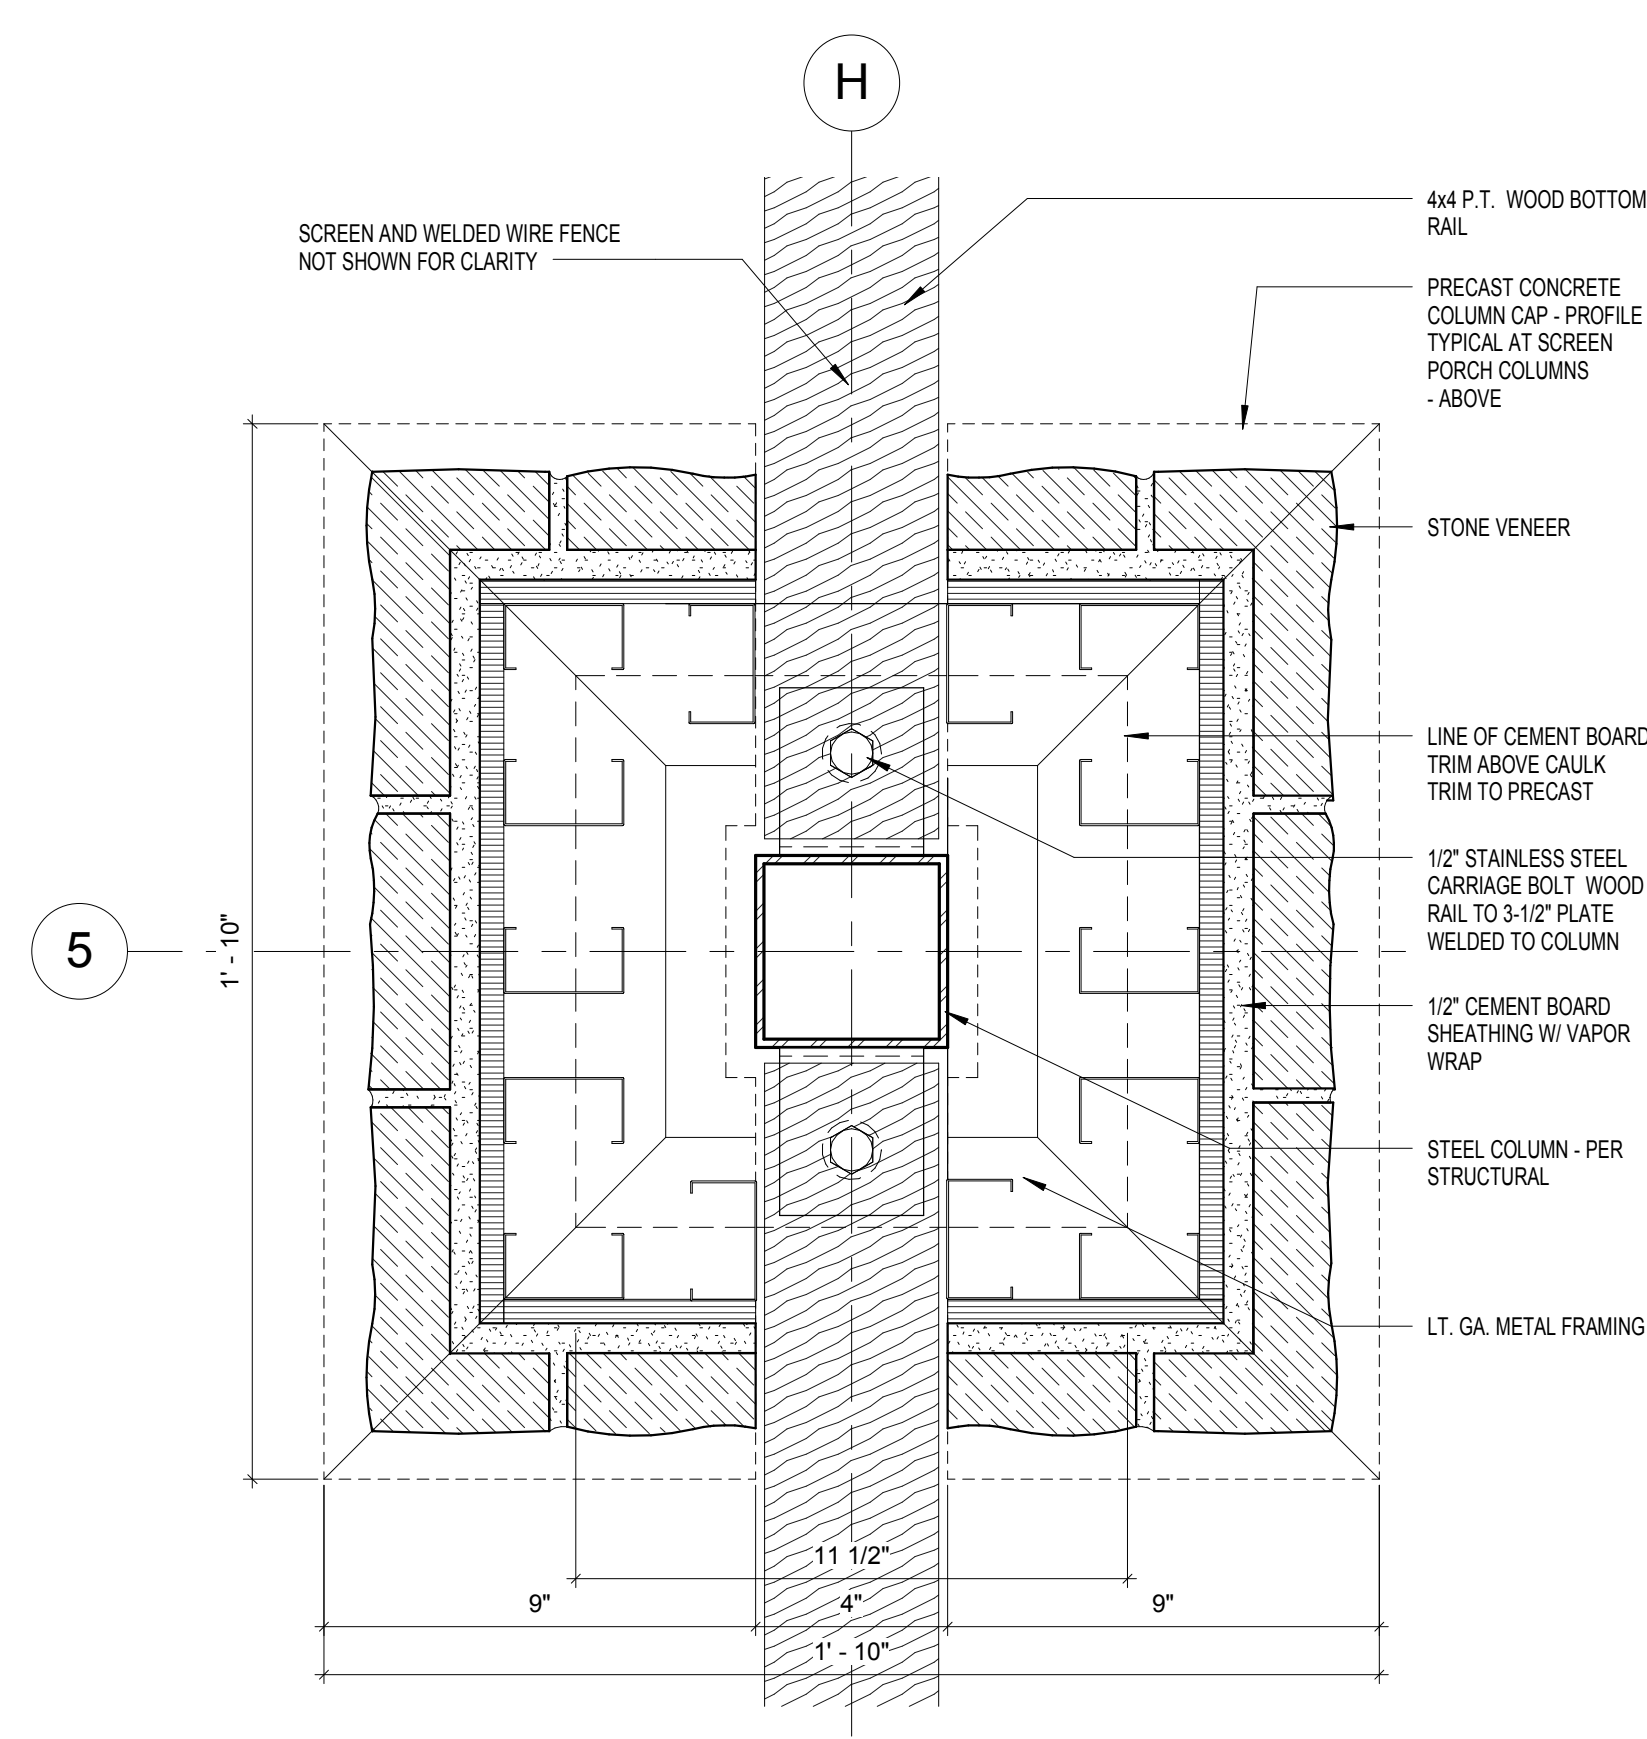 H
SCREEN AND WELDED WIRE FENCE
NOT SHOWN FOR CLARITY
4x4 P.T. WOOD BOTTOM
RAIL
PRECAST CONCRETE
COLUMN CAP - PROFILE
TYPICAL AT SCREEN
PORCH COLUMNS
- ABOVE
STONE VENEER
LINE OF CEMENT BOARD
TRIM ABOVE CAULK
TRIM TO PRECAST
1/2" STAINLESS STEEL
CARRIAGE BOLT WOOD
RAIL TO 3-1/2" PLATE
WELDED TO COLUMN
5
1' - 10"
1/2" CEMENT BOARD
SHEATHING W/ VAPOR
WRAP
STEEL COLUMN - PER
STRUCTURAL
LT. GA. METAL FRAMING
11 1/2"
9" 4" 9"
1' - 10"